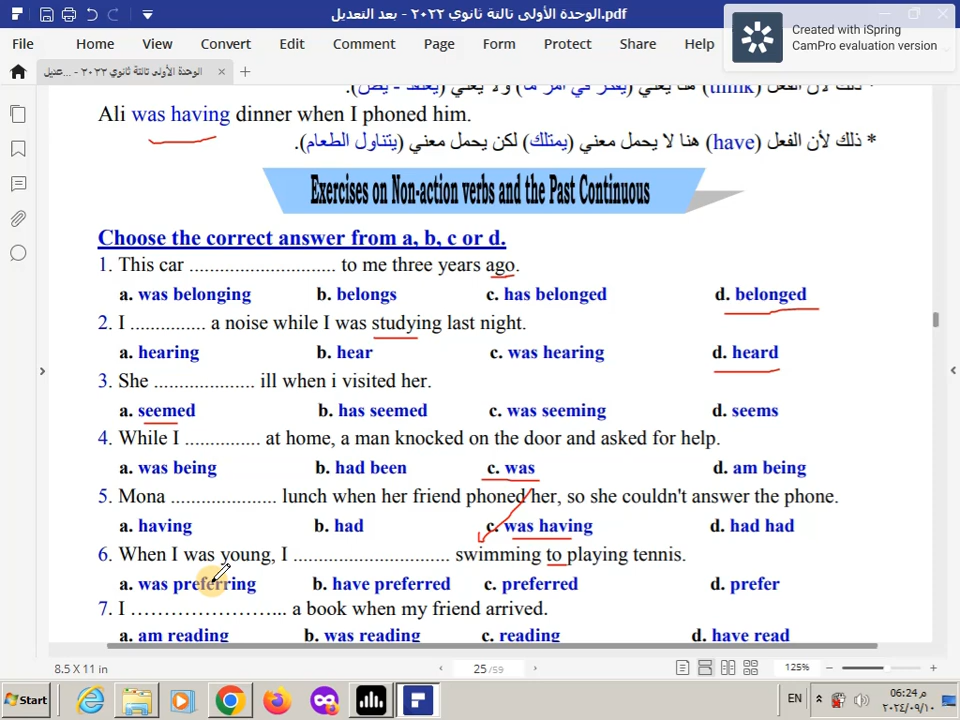 الوحدة الأولى ثالثة ثانوي ٢٠٢٢ - بعد التعديل.pdf
Created with iSpring
CamPro evaluation version
File Home View Convert Edit Comment Page Form Protect Share Help
الوحدة الأولى ثالثة ثانوي ٢٠٢٢ - ...عديل
Ali was having dinner when I phoned him.
* ذلك لأن الفعل (have) هنا لا يحمل معني (يمتلك) لكن يحمل معني (يتناول الطعام).
Exercises on Non-action verbs and the Past Continuous
Choose the correct answer from a, b, c or d.
1. This car ............................ to me three years ago.
a. was belonging b. belongs c. has belonged d. belonged
2. I .............. a noise while I was studying last night.
a. hearing b. hear c. was hearing d. heard
3. She ................... ill when i visited her.
a. seemed b. has seemed c. was seeming d. seems
4. While I .............. at home, a man knocked on the door and asked for help.
a. was being b. had been c. was d. am being
5. Mona .................... lunch when her friend phoned her, so she couldn't answer the phone.
a. having b. had c. was having d. had had
6. When I was young, I .............................. swimming to playing tennis.
a. was preferring b. have preferred c. preferred d. prefer
7. I …………………... a book when my friend arrived.
a. am reading b. was reading c. reading d. have read
8.5 X 11 in 25 /59 125%
Start EN 06:24 م
٢٠٢٤/٠٩/١٠